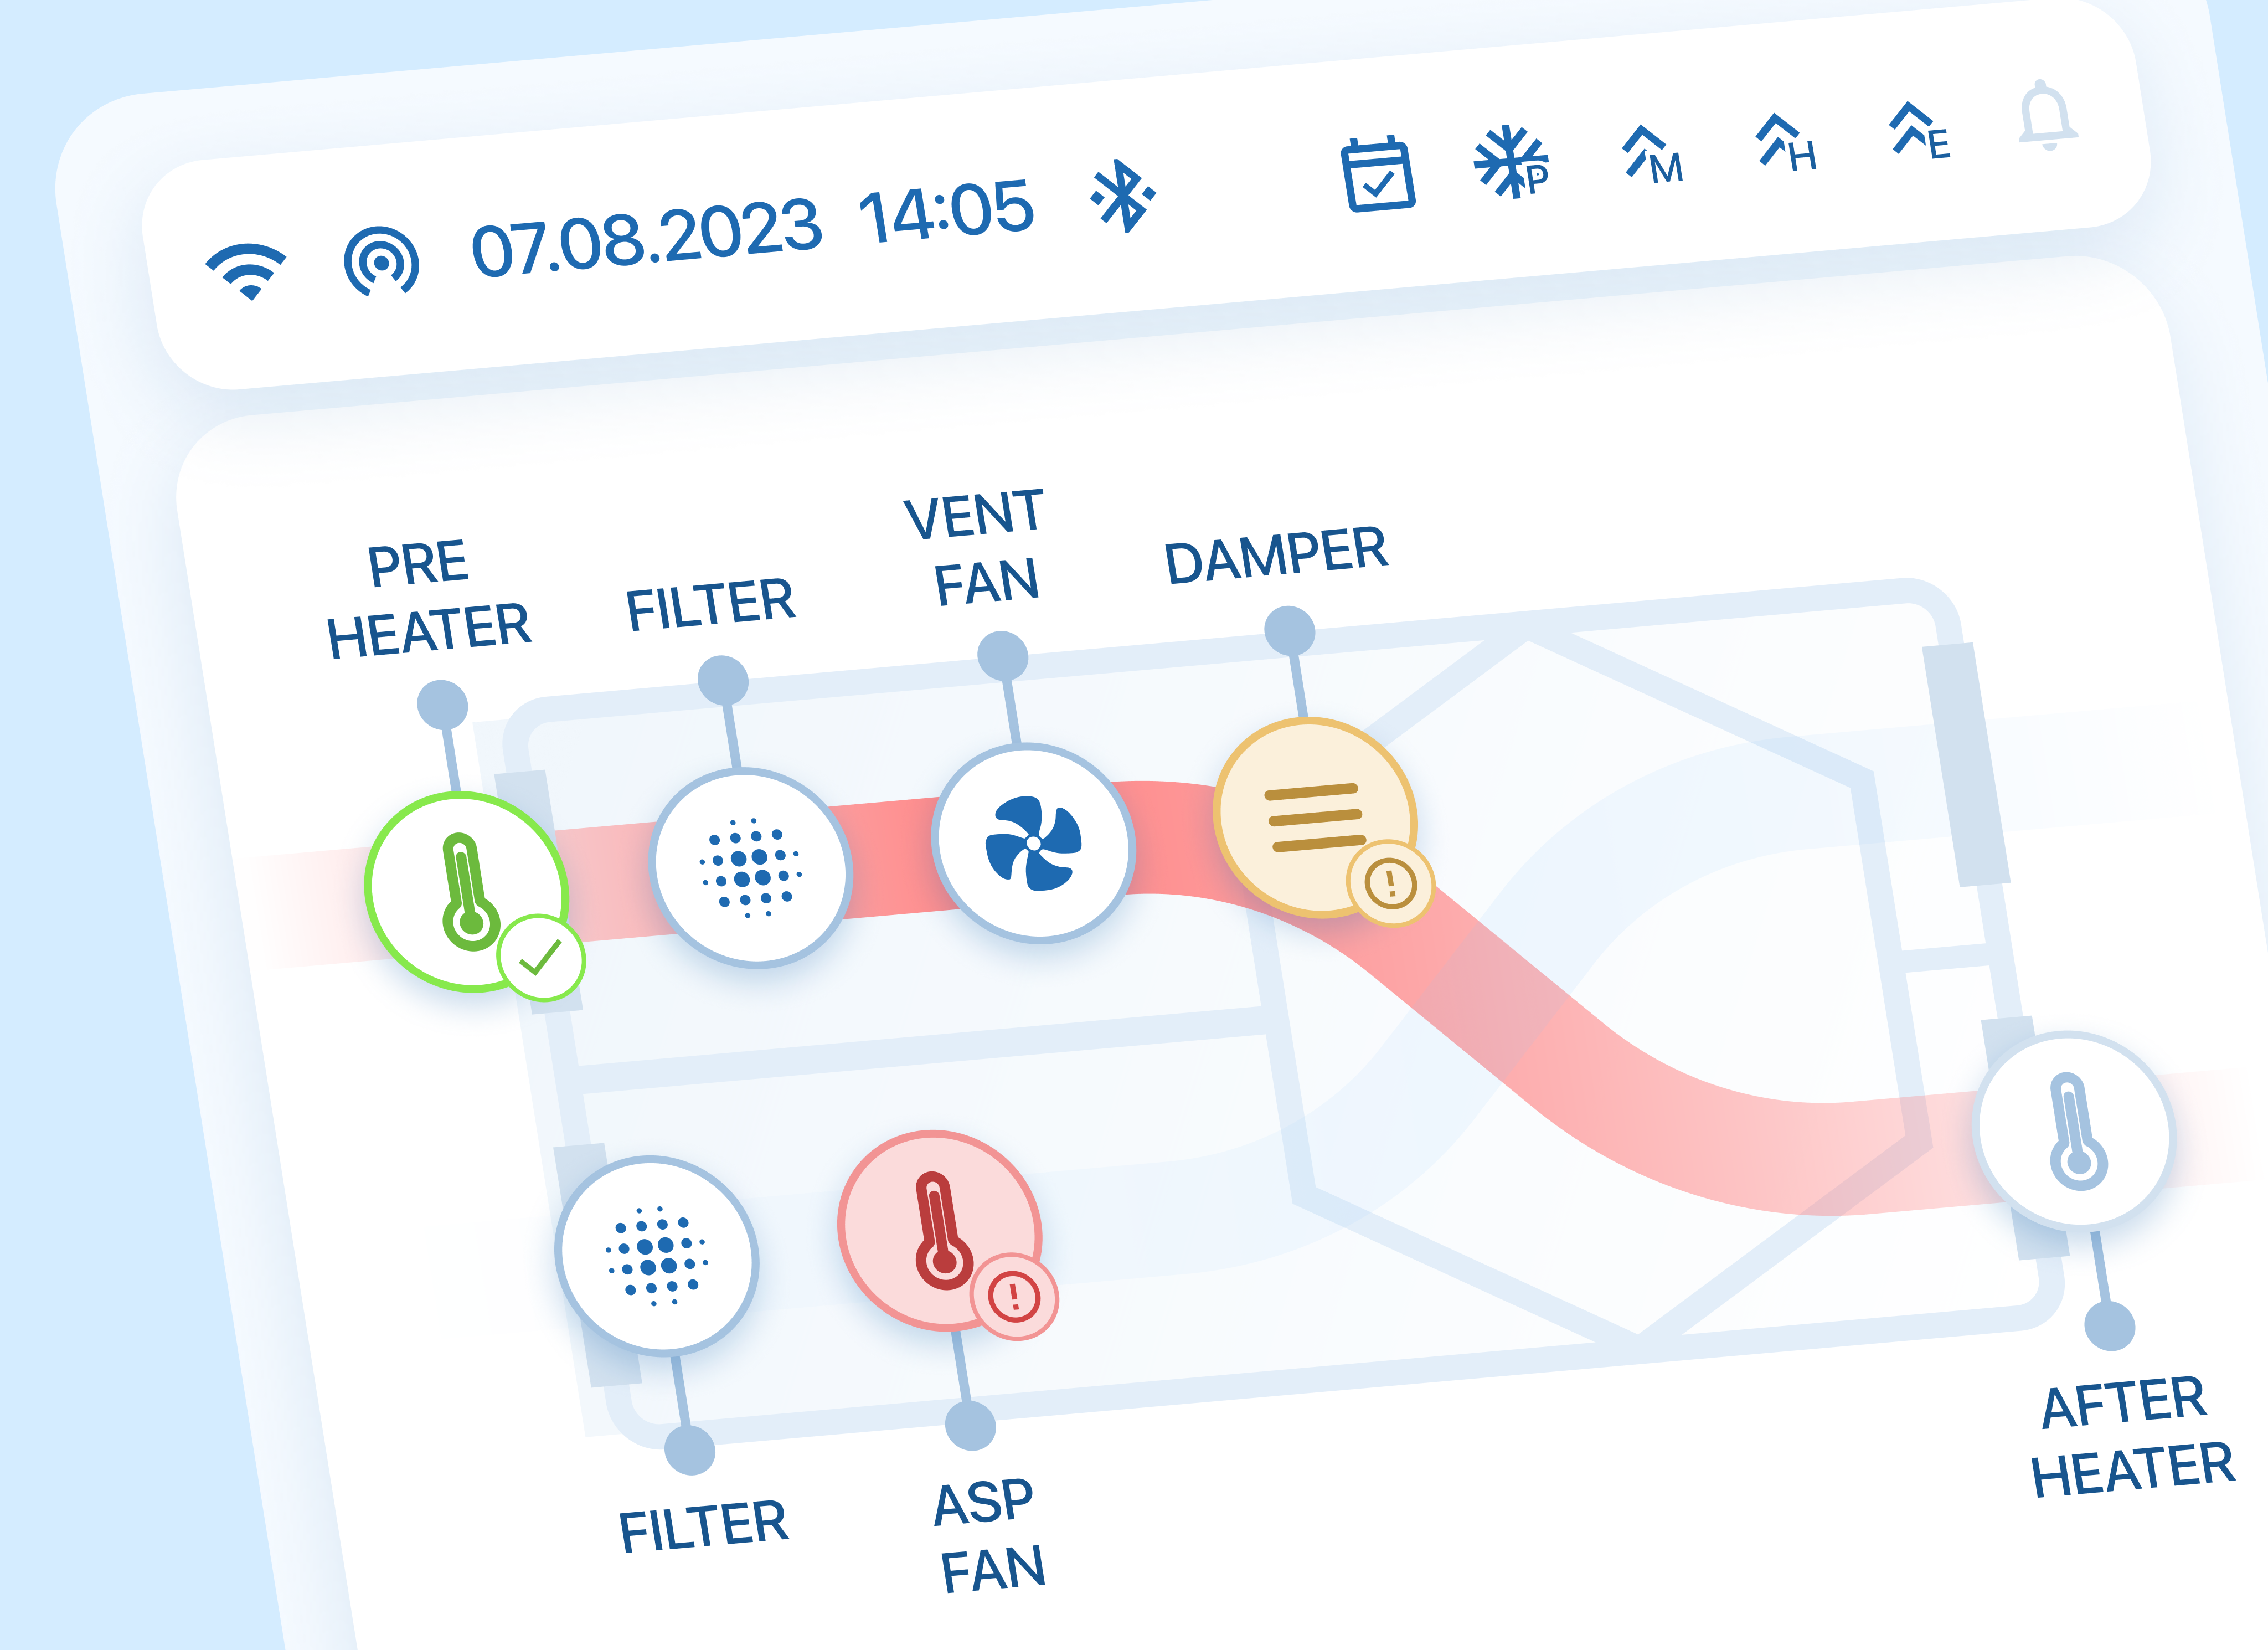 07.08.2023 14:05
P
M
H
E
PRE
HEATER
FILTER
VENT
FAN
DAMPER
FILTER
ASP
FAN
AFTER
HEATER